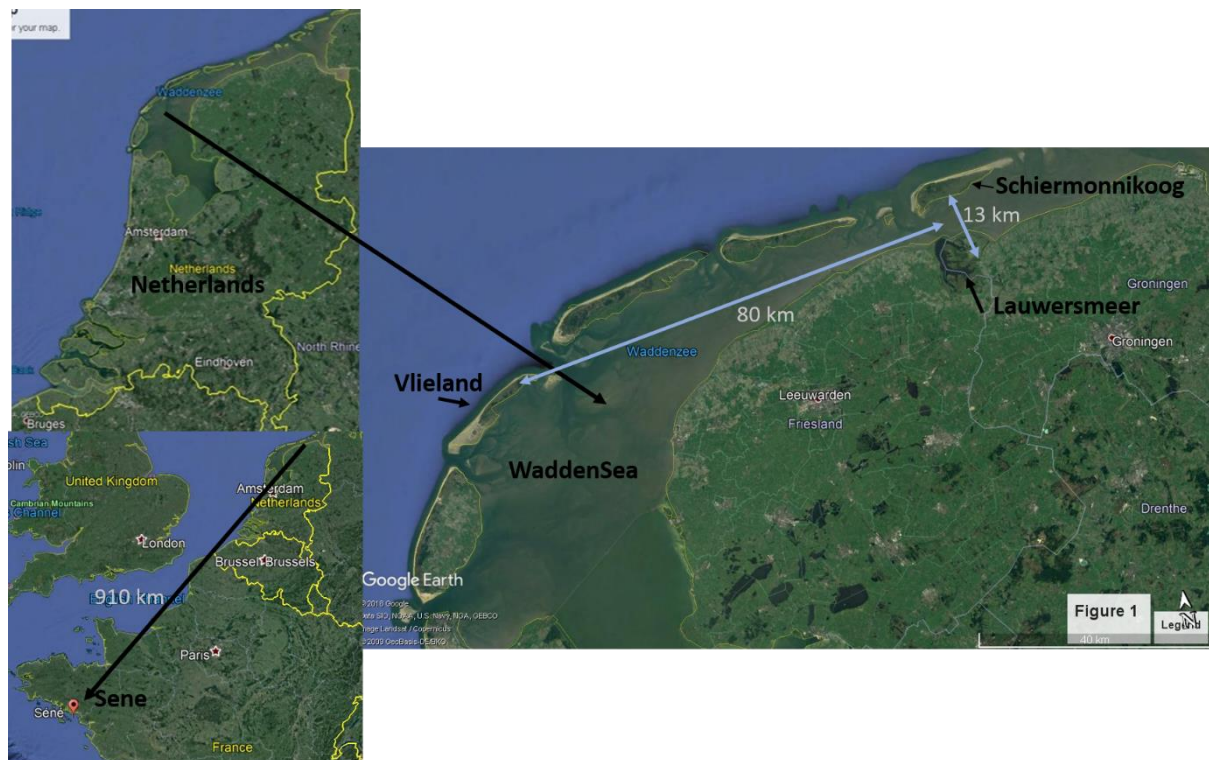 r your map.
Waddenzee
Amsterdam
Netherlands
Netherlands
North Rhine
Eindhoven
Bruges
Schiermonnikoog
13 km
Groningen
Lauwersmeer
80 km
Groningen
Waddenzee
Vlieland
Leeuwarden
Friesland
WaddenSea
Drenthe
Google Earth
Figure 1
Legend
40 km
United Kingdom
Amsterdam
Netherlands
Cambrian Mountains
London
Brussel Brussels
910 km
Paris
Sene
Séné
France